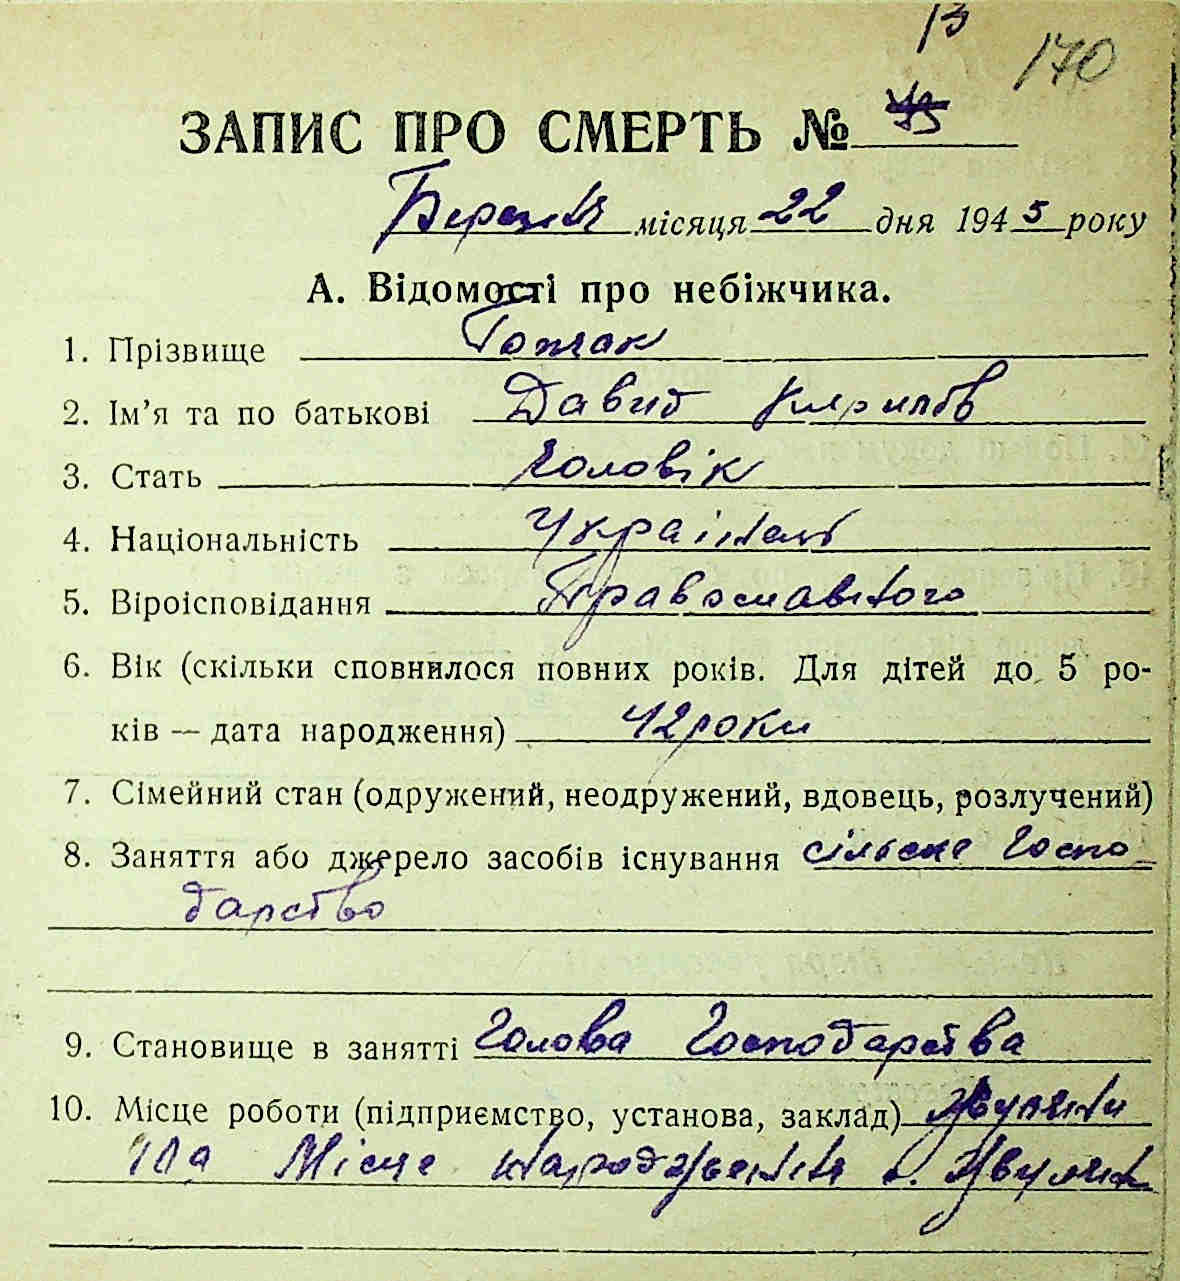 13
170
ЗАПИС ПРО СМЕРТЬ №
Березня місяця 22 дня 1945 року
А. Відомості про небіжчика.
1. Прізвище
2. Ім’я та по батькові Давид Кирилов
3. Стать Чоловік
4. Національність Українець
5. Віроісповідання Православного
6. Вік (скільки сповнилося повних років. Для дітей до 5 ро-
ків — дата народження) 42 роки
7. Сімейний стан (одружений, неодружений, вдовець, розлучений)
8. Заняття або джерело засобів існування сільске Госпо-
дарство
9. Становище в занятті Голова Господарства
10. Місце роботи (підприємство, установа, заклад)
Місце народження с.